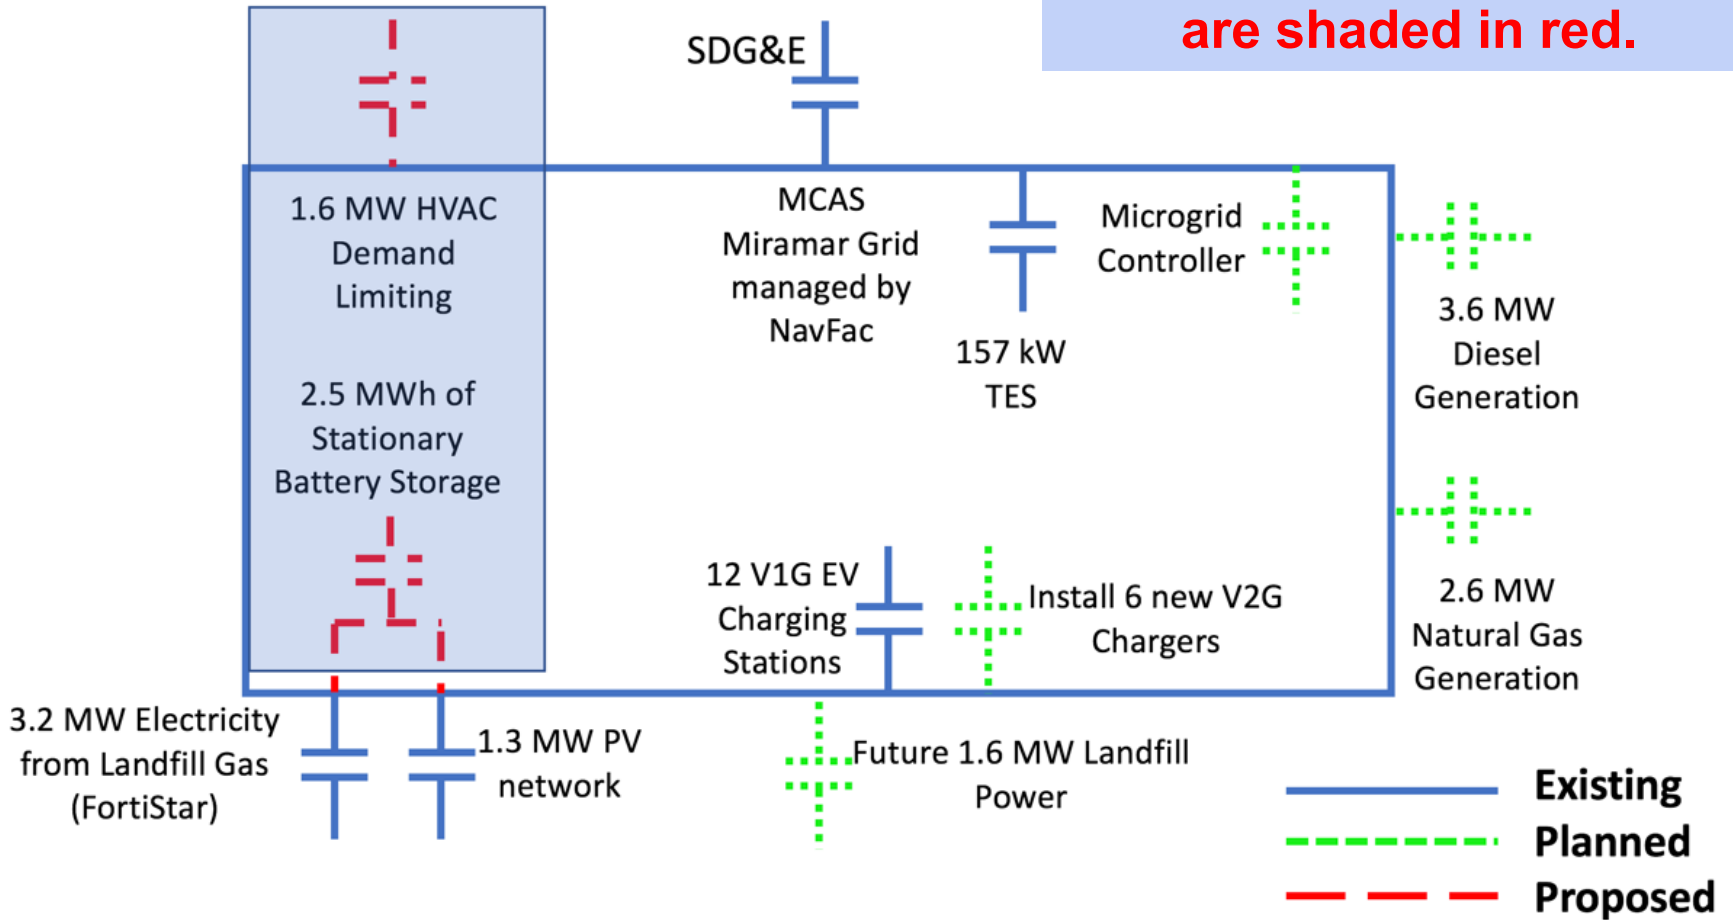 are shaded in red.
SDG&E
1.6 MW HVAC
Demand
Limiting
2.5 MWh of
Stationary
Battery Storage
MCAS
Miramar Grid
managed by
NavFac
157 kW
TES
Microgrid
Controller
3.6 MW
Diesel
Generation
2.6 MW
Natural Gas
Generation
12 V1G EV
Charging
Stations
Install 6 new V2G
Chargers
3.2 MW Electricity
from Landfill Gas
(FortiStar)
1.3 MW PV
network
Future 1.6 MW Landfill
Power
Existing
Planned
Proposed